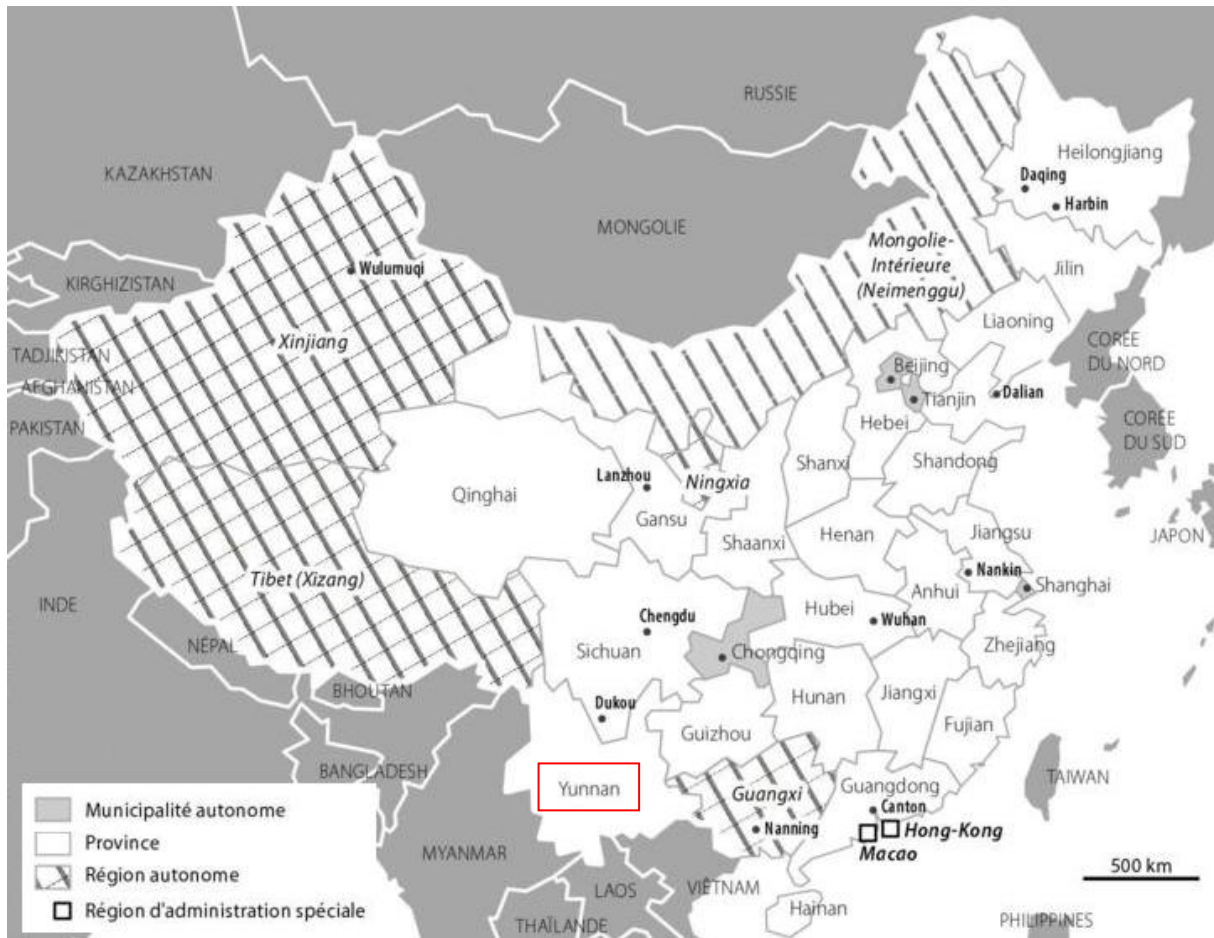 RUSSIE
Heilongjiang
Daqing
Harbin
KAZAKHSTAN
MONGOLIE
Mongolie-
Intérieure
(Neimenggu)
Jilin
Wulumuqi
KIRGHIZISTAN
Liaoning
Xinjiang
CORÉE
DU NORD
TADJIKISTAN
AFGHANISTAN
Beijing
Tianjin
Dalian
PAKISTAN
Hebei
CORÉE
DU SUD
Shanxi
Shandong
Lanzhou
Ningxia
Qinghai
Gansu
Shaanxi
Henan
Jiangsu
JAPON
Tibet (Xizang)
Nankin
Shanghai
Anhui
INDE
Hubei
Wuhan
Chengdu
NÉPAL
Sichuan
Chongqing
Zhejiang
BHOUTAN
Hunan
Jiangxi
Dukou
Guizhou
Fujian
BANGLADESH
TAIWAN
Yunnan
Guangxi
Guangdong
Canton
Nanning
Hong-Kong
Macao
MYANMAR
LAOS
VIÊTNAM
Hainan
THAÏLANDE
PHILIPPINES
500 km
Municipalité autonome
Province
Région autonome
Région d'administration spéciale